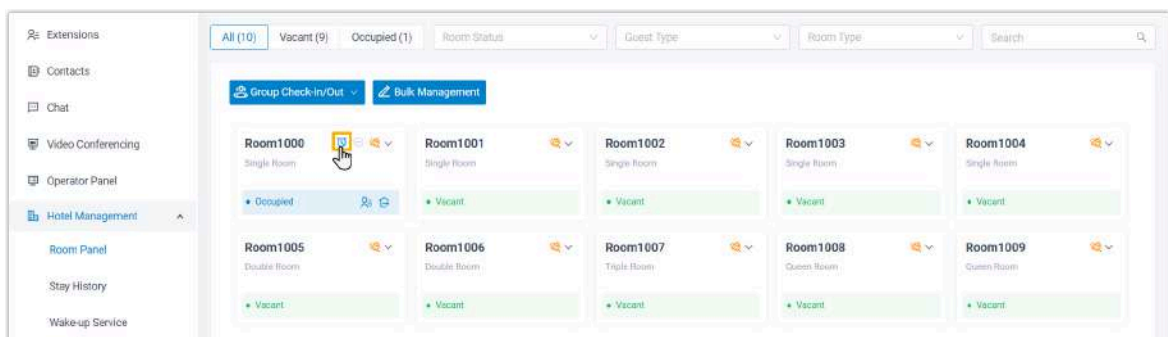 Extensions
Contacts
Chat
Video Conferencing
Operator Panel
Hotel Management
Room Panel
Stay History
Wake-up Service
All (10) Vacant (9) Occupied (1) Room Status Guest Type Room Type Search
Group Check-In/Out Bulk Management
Room1000 Room1001 Room1002 Room1003 Room1004
Single Room Single Room Single Room Single Room Single Room
Occupied Vacant Vacant Vacant Vacant
Room1005 Room1006 Room1007 Room1008 Room1009
Double Room Double Room Triple Room Queen Room Queen Room
Vacant Vacant Vacant Vacant Vacant